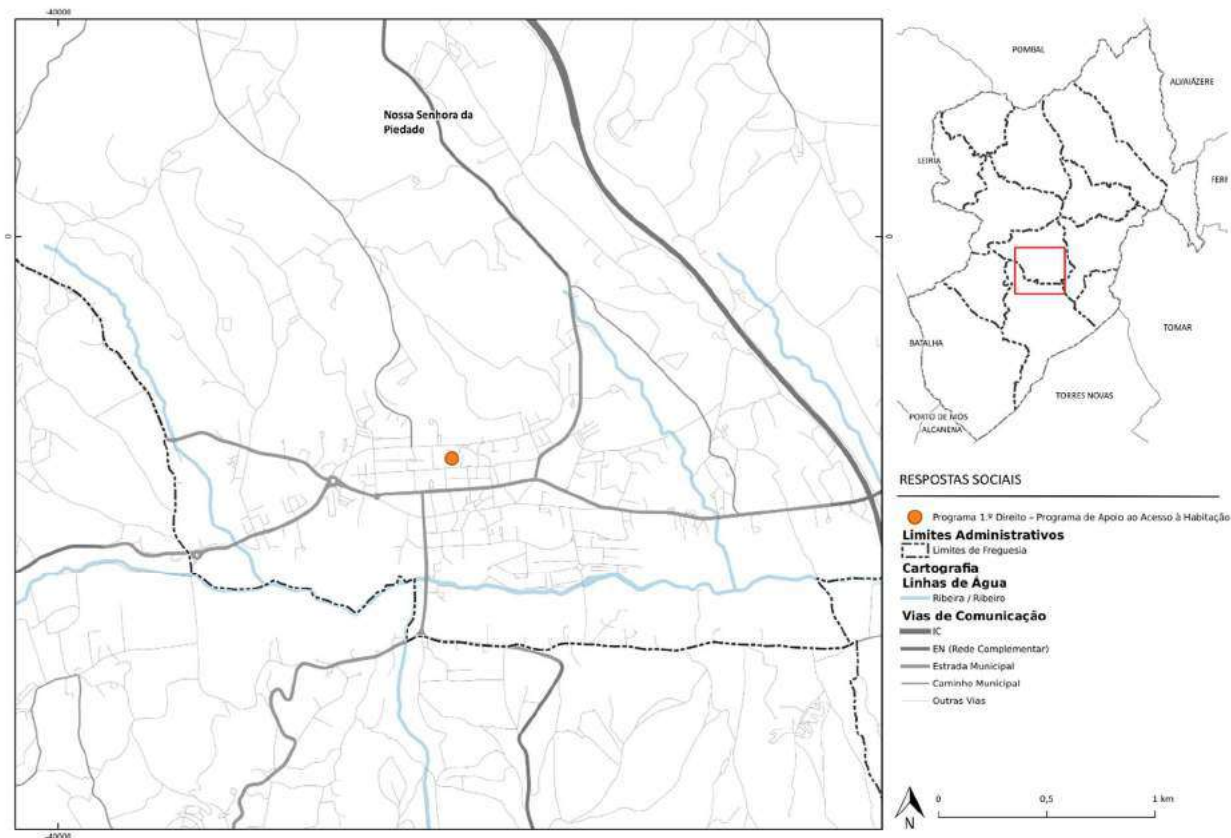 -40000
Nossa Senhora da
Piedade
0
0
-40000
POMBAL
ALVAIÁZERE
LEIRIA
FERR
BATALHA
TOMAR
TORRES NOVAS
PORTO DE MÓS
ALCANENA
RESPOSTAS SOCIAIS
Programa 1.º Direito – Programa de Apoio ao Acesso à Habitação
Limites Administrativos
Limites de Freguesia
Cartografia
Linhas de Água
Ribeira / Ribeiro
Vias de Comunicação
IC
EN (Rede Complementar)
Estrada Municipal
Caminho Municipal
Outras Vias
N
0
0,5
1 km